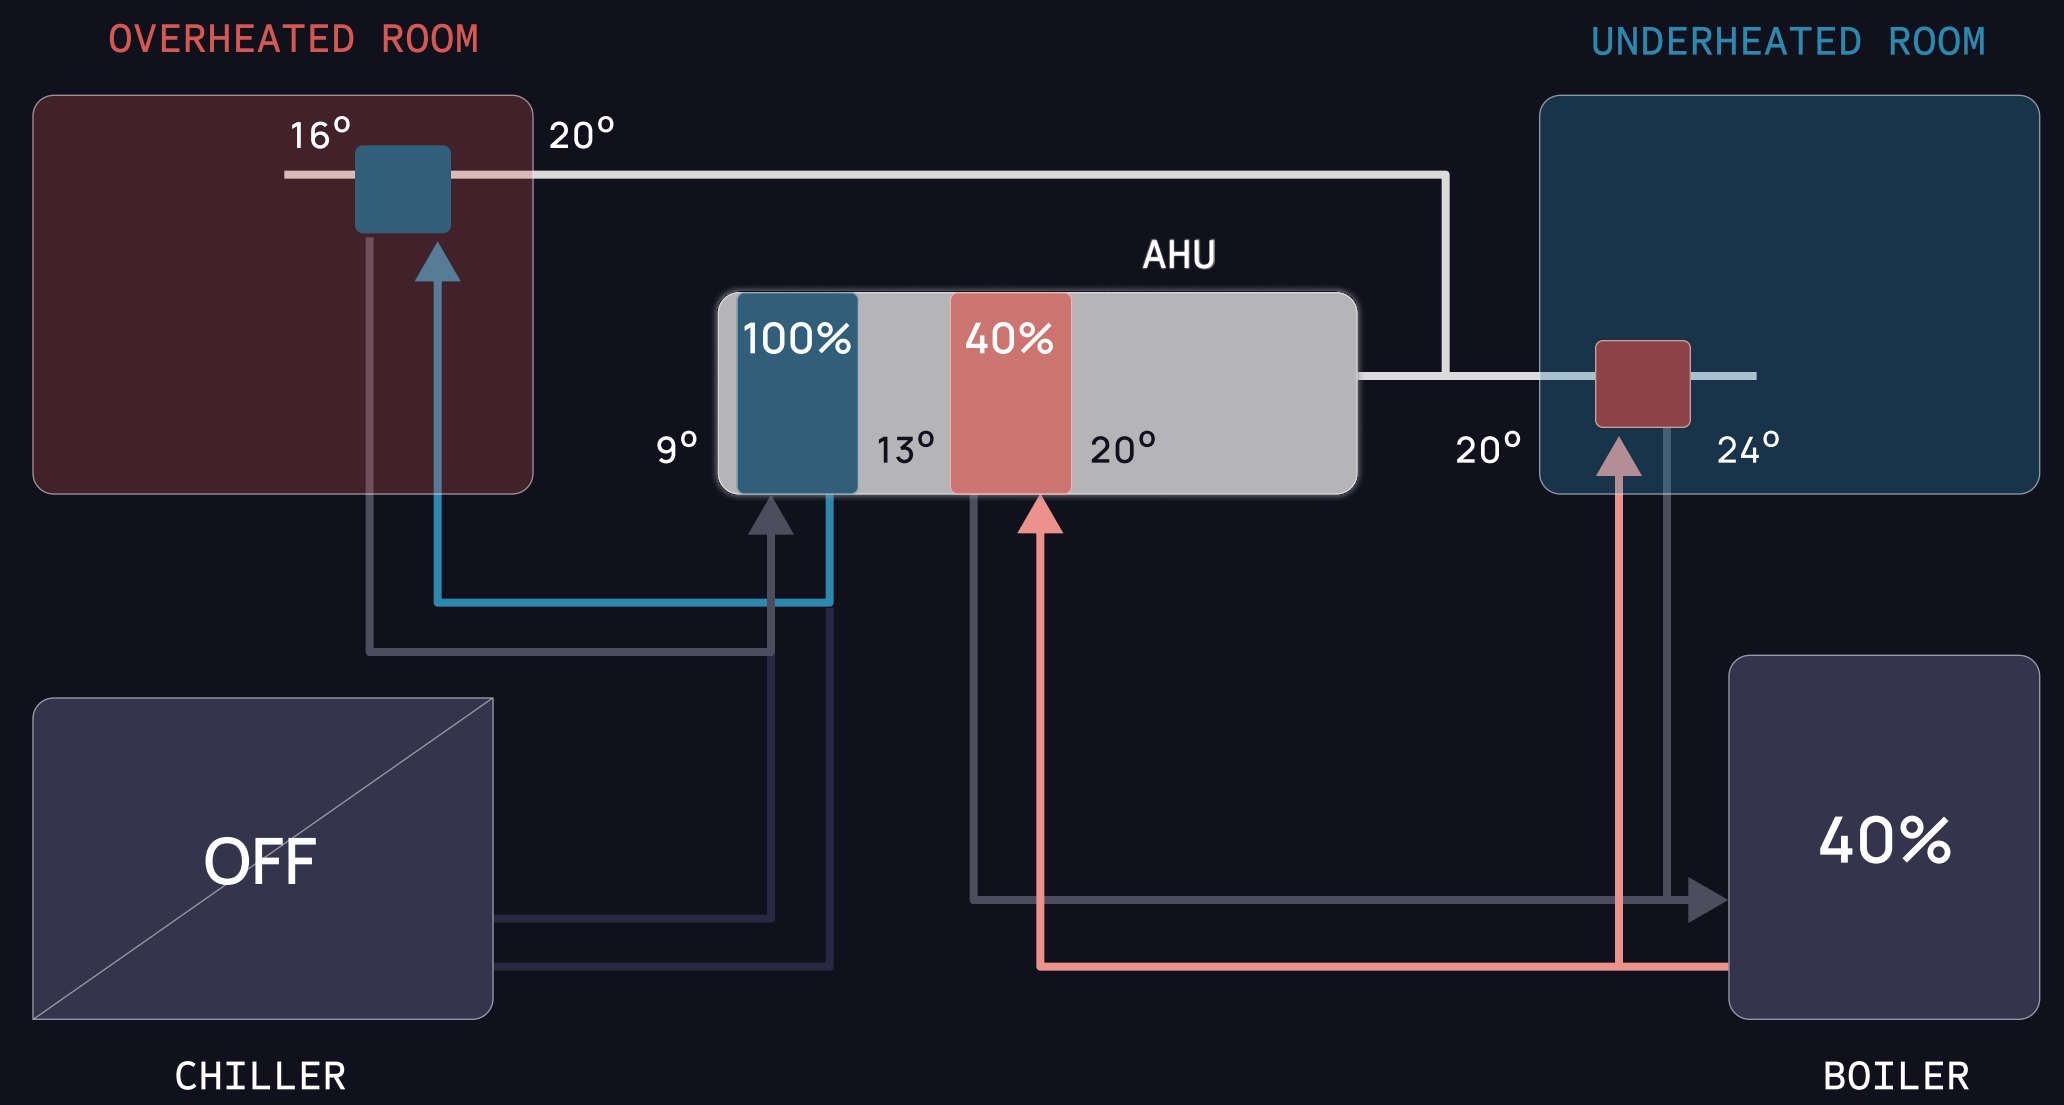 OVERHEATED ROOM
UNDERHEATED ROOM
16°
20°
AHU
100%
40%
9°
13°
20°
20°
24°
OFF
40%
CHILLER
BOILER